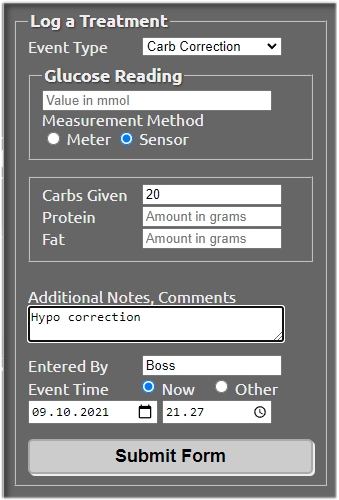 Log a Treatment
Event Type Carb Correction
Glucose Reading
Value in mmol
Measurement Method
Meter Sensor
Carbs Given 20
Protein Amount in grams
Fat Amount in grams
Additional Notes, Comments
Hypo correction
Entered By Boss
Event Time Now Other
09.10.2021 21.27
Submit Form